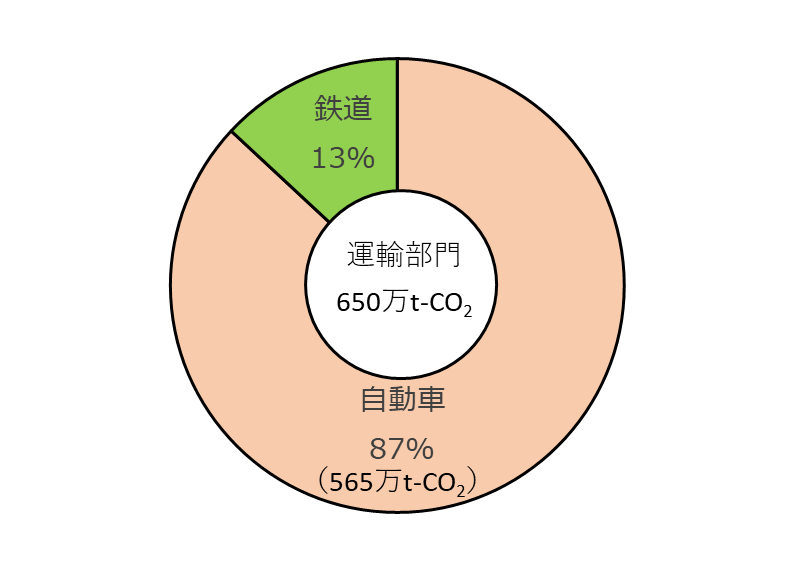 鉄道
13%
運輸部門
650万t-CO₂
自動車
87%
（565万t-CO₂）